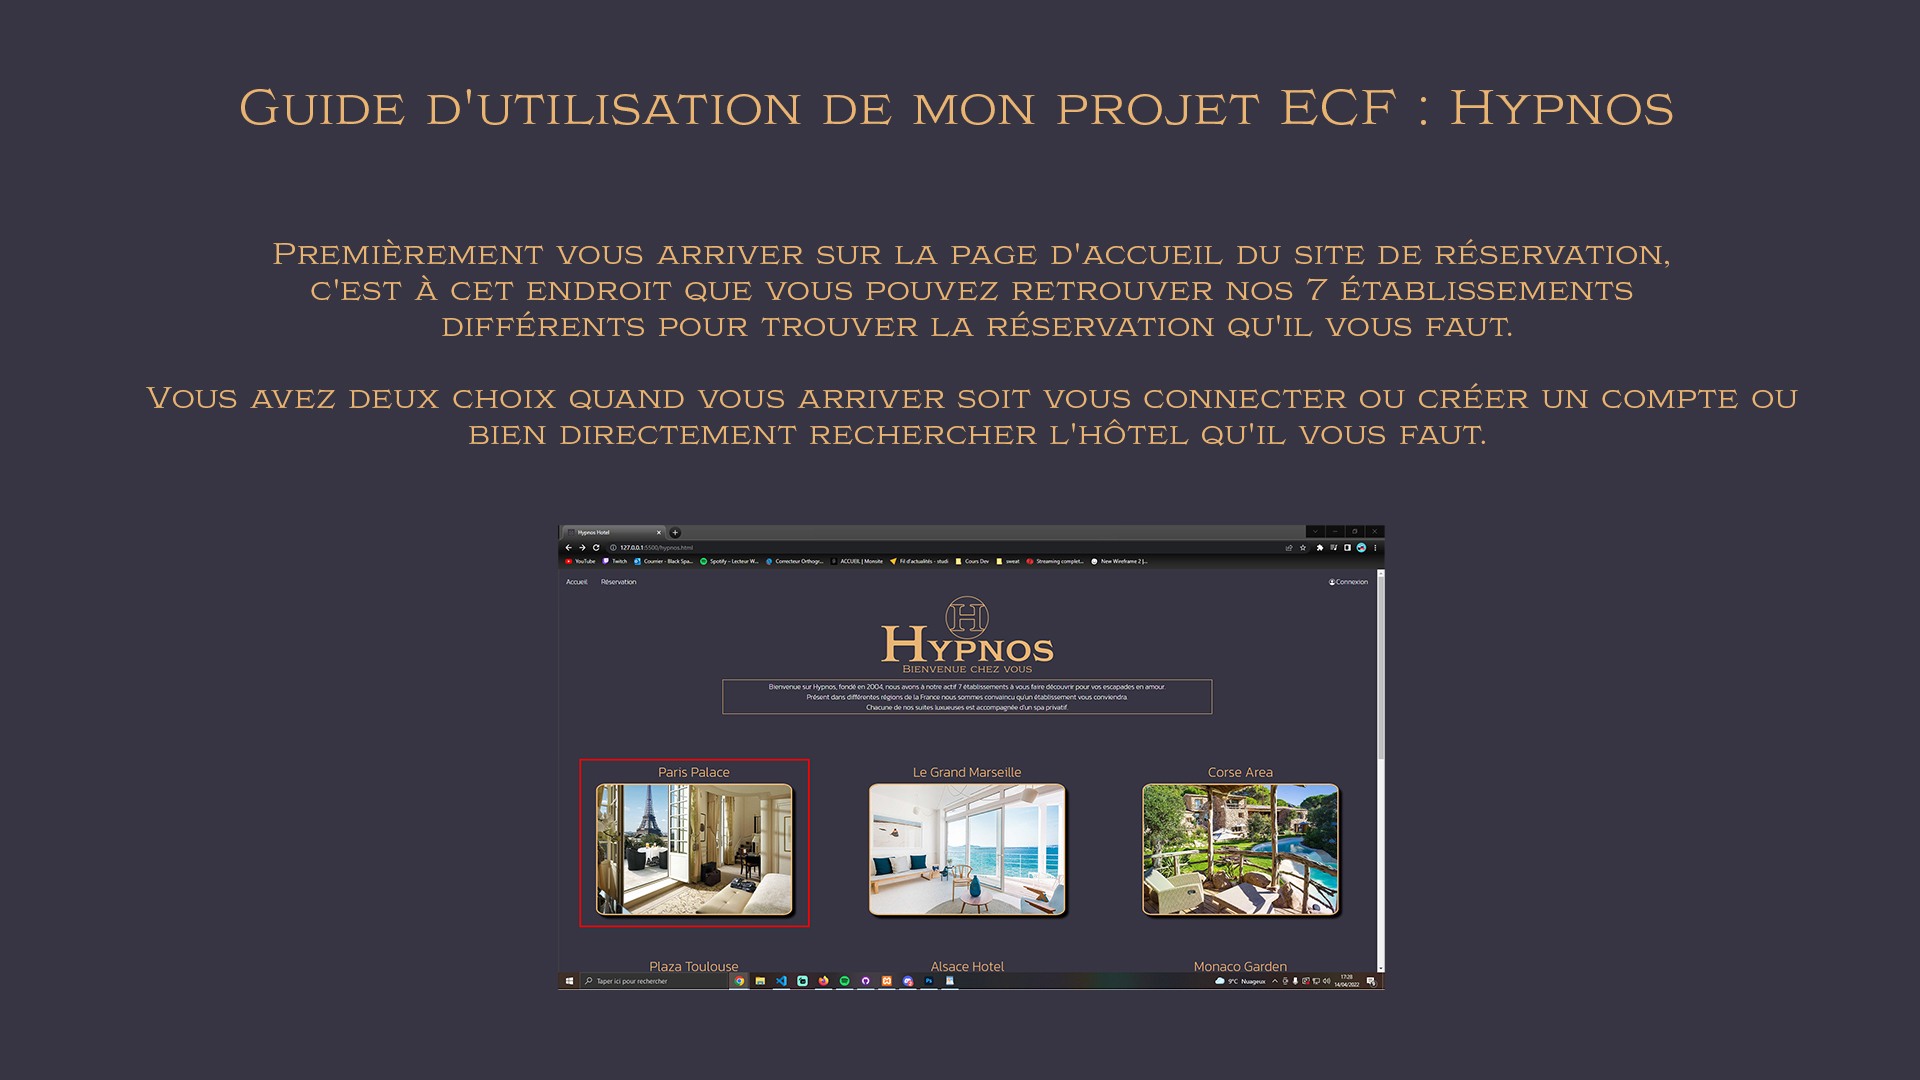 Guide d'utilisation de mon projet ECF : Hypnos
Premièrement vous arriver sur la page d'accueil du site de réservation,
c'est à cet endroit que vous pouvez retrouver nos 7 établissements
différents pour trouver la réservation qu'il vous faut.
Vous avez deux choix quand vous arriver soit vous connecter ou créer un compte ou
bien directement rechercher l'hôtel qu'il vous faut.
Hypnos Hotel
127.0.0.1:5500/hypnos.html
YouTube Twitch Courrier - Black Spa... Spotify – Lecteur W... Correcteur Orthogr... ACCUEIL | Monsite Fil d'actualités - studi Cours Dev sweat Streaming complet... New Wireframe 2 |...
Accueil Réservation Connexion
H
Hypnos
Bienvenue chez vous
Bienvenue sur Hypnos, fondé en 2004, nous avons à notre actif 7 établissements à vous faire découvrir pour vos escapades en amour.
Présent dans différentes régions de la France nous sommes convaincu qu'un établissement vous conviendra.
Chacune de nos suites luxueuses est accompagnée d'un spa privatif.
Paris Palace Le Grand Marseille Corse Area
Plaza Toulouse Alsace Hotel Monaco Garden
Taper ici pour rechercher
9°C Nuageux
17:28
14/04/2022